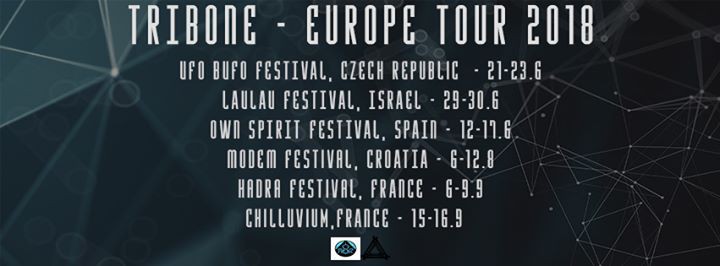 TRIBONE - EUROPE TOUR 2018
UFO BUFO FESTIVAL, CZECH REPUBLIC - 21-23.6
LAULAU FESTIVAL, ISRAEL - 29-30.6
OWN SPIRIT FESTIVAL, SPAIN - 12-17.6
MODEM FESTIVAL, CROATIA - 6-12.8
HADRA FESTIVAL, FRANCE - 6-9.9
CHILLUVIUM,FRANCE - 15-16.9